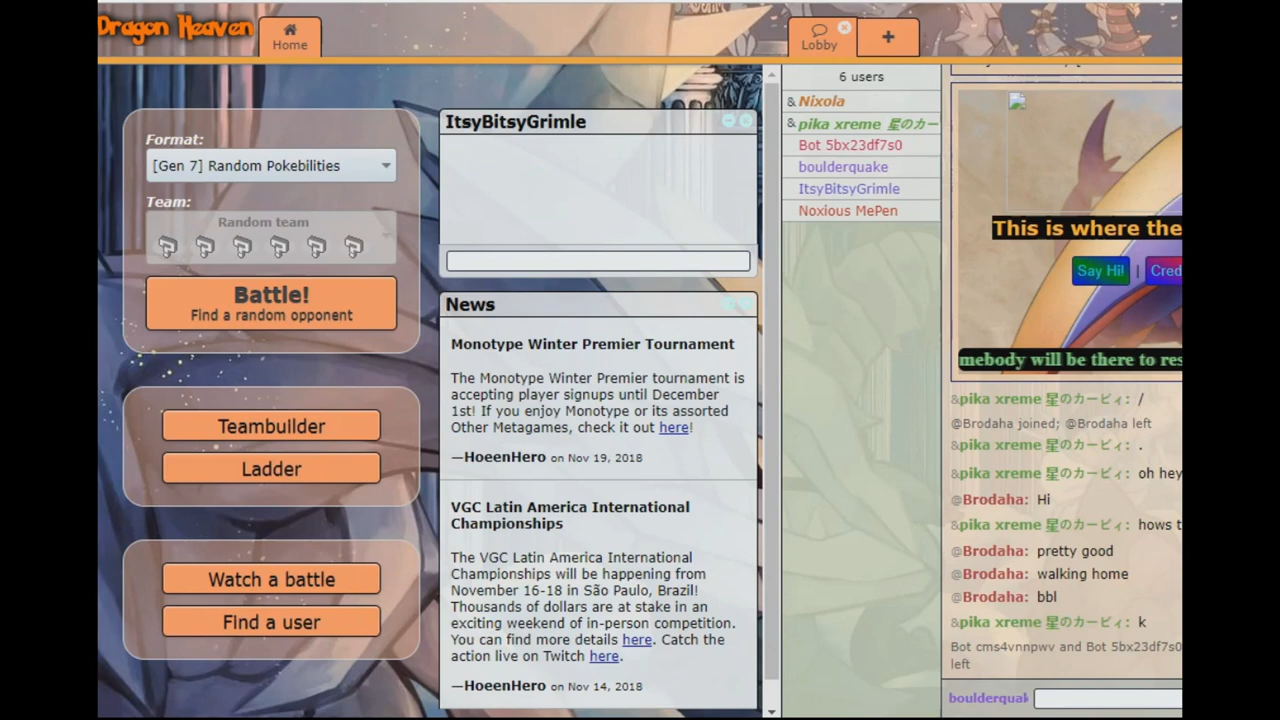 Dragon Heaven
Home
Lobby
+
Format:
[Gen 7] Random Pokebilities
Team:
Random team
Battle!
Find a random opponent
Teambuilder
Ladder
Watch a battle
Find a user
ItsyBitsyGrimle
News
Monotype Winter Premier Tournament
The Monotype Winter Premier tournament is
accepting player signups until December
1st! If you enjoy Monotype or its assorted
Other Metagames, check it out here!
—HoeenHero on Nov 19, 2018
VGC Latin America International
Championships
The VGC Latin America International
Championships will be happening from
November 16-18 in São Paulo, Brazil!
Thousands of dollars are at stake in an
exciting weekend of in-person competition.
You can find more details here. Catch the
action live on Twitch here.
—HoeenHero on Nov 14, 2018
6 users
& Nixola
& pika xreme 星のカー
Bot 5bx23df7s0
boulderquake
ItsyBitsyGrimle
Noxious MePen
This is where the
Say Hi! | Cred
mebody will be there to res
&pika xreme 星のカービィ: /
@Brodaha joined; @Brodaha left
&pika xreme 星のカービィ: .
&pika xreme 星のカービィ: oh hey
@Brodaha: Hi
&pika xreme 星のカービィ: hows t
@Brodaha: pretty good
@Brodaha: walking home
@Brodaha: bbl
&pika xreme 星のカービィ: k
Bot cms4vnnpwv and Bot 5bx23df7s0
left
boulderquak